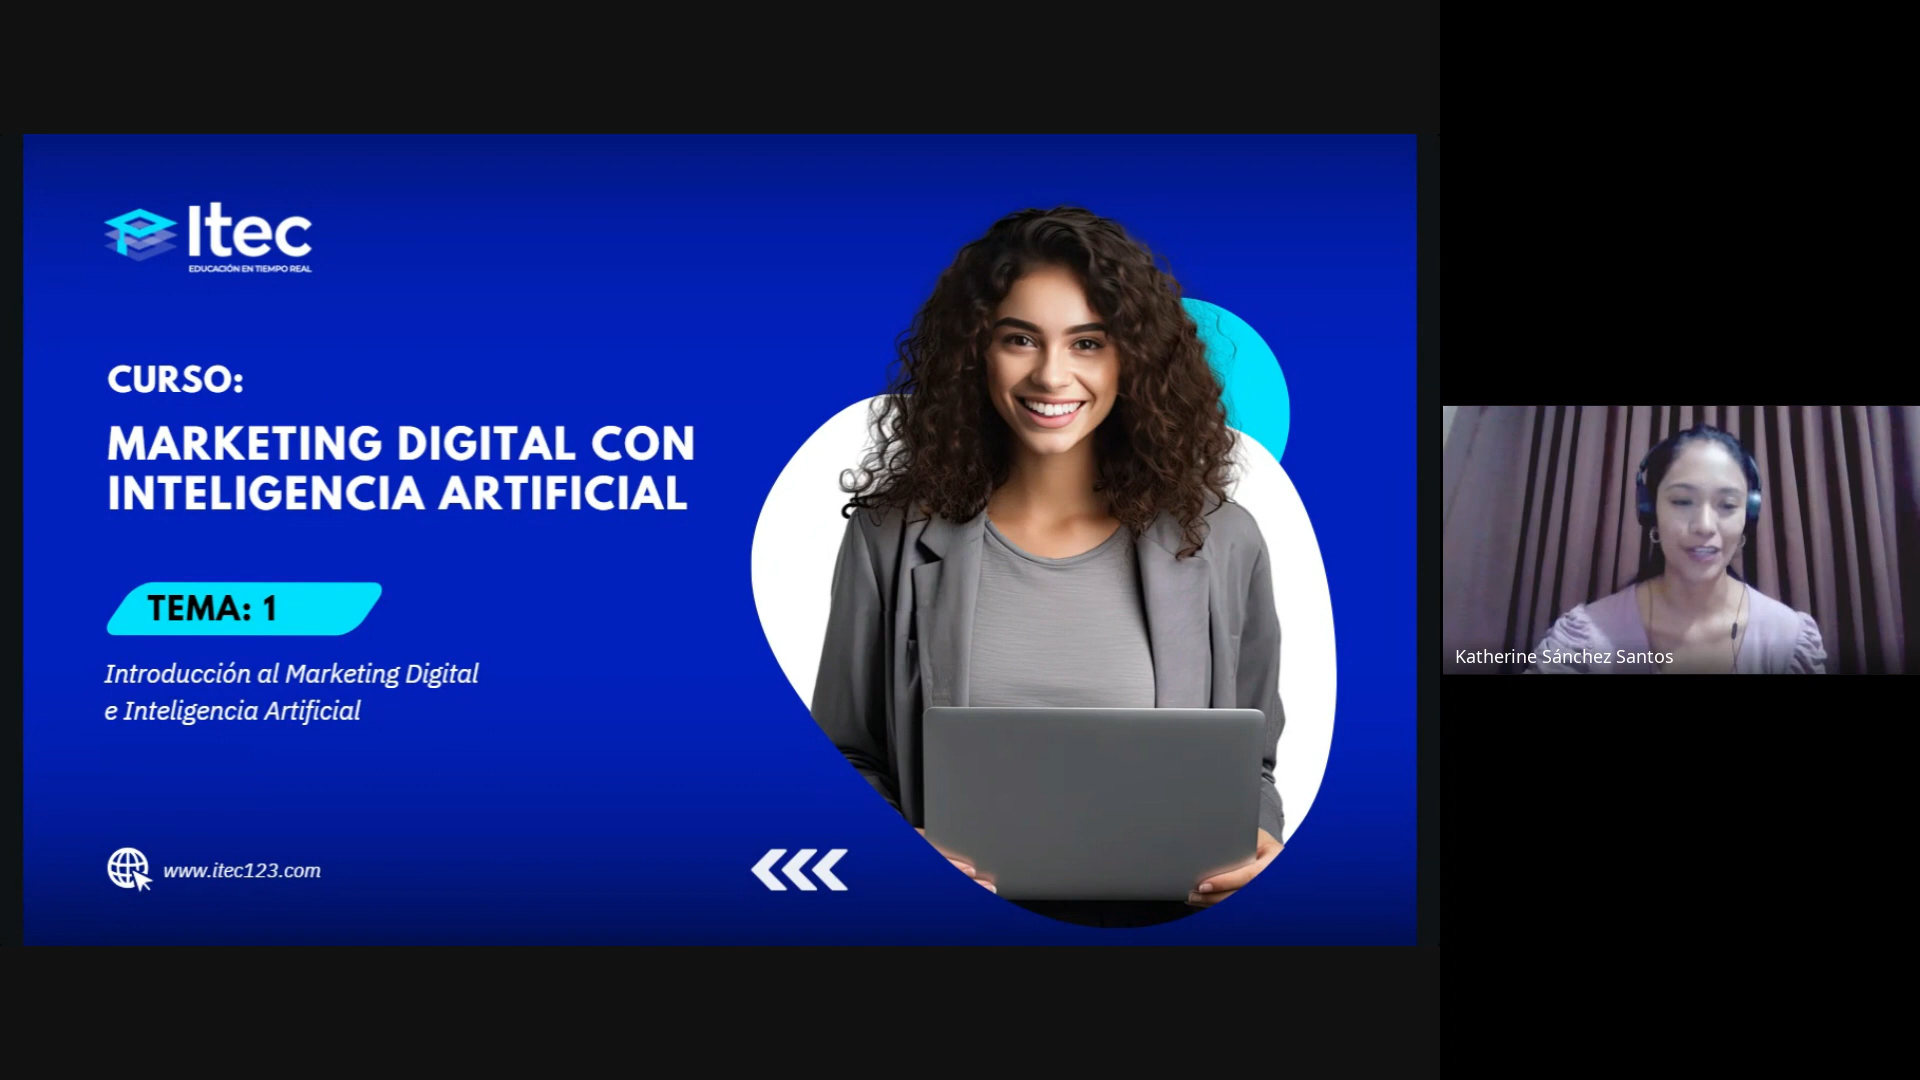 Itec
EDUCACIÓN EN TIEMPO REAL
CURSO:
MARKETING DIGITAL CON
INTELIGENCIA ARTIFICIAL
TEMA: 1
Introducción al Marketing Digital
e Inteligencia Artificial
www.itec123.com
Katherine Sánchez Santos